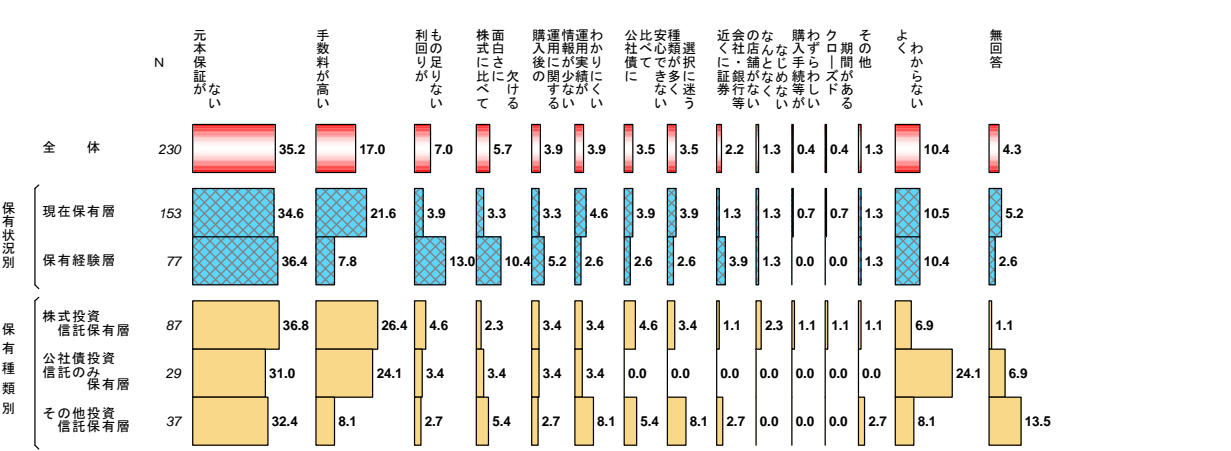 N
元本保証が
ない
手数料が高い
利回りが
もの足りない
株式に比べて
面白さに
欠ける
購入後の
運用に関する
情報が少ない
運用実績が
わかりにくい
公社債に
比べて
安心できない
種類が多く
選択に迷う
近くに証券
会社・銀行等
の店舗がない
なんとなく
なじめない
購入手続等が
わずらわしい
クローズド
期間がある
その他
よく
わからない
無回答
全 体 230 35.2 17.0 7.0 5.7 3.9 3.9 3.5 3.5 2.2 1.3 0.4 0.4 1.3 10.4 4.3
保有状況別
現在保有層 153 34.6 21.6 3.9 3.3 3.3 4.6 3.9 3.9 1.3 1.3 0.7 0.7 1.3 10.5 5.2
保有経験層 77 36.4 7.8 13.0 10.4 5.2 2.6 2.6 2.6 3.9 1.3 0.0 0.0 1.3 10.4 2.6
保有種類別
株式投資
信託保有層 87 36.8 26.4 4.6 2.3 3.4 3.4 4.6 3.4 1.1 2.3 1.1 1.1 1.1 6.9 1.1
公社債投資
信託のみ
保有層 29 31.0 24.1 3.4 3.4 3.4 3.4 0.0 0.0 0.0 0.0 0.0 0.0 0.0 24.1 6.9
その他投資
信託保有層 37 32.4 8.1 2.7 5.4 2.7 8.1 5.4 8.1 2.7 0.0 0.0 0.0 2.7 8.1 13.5